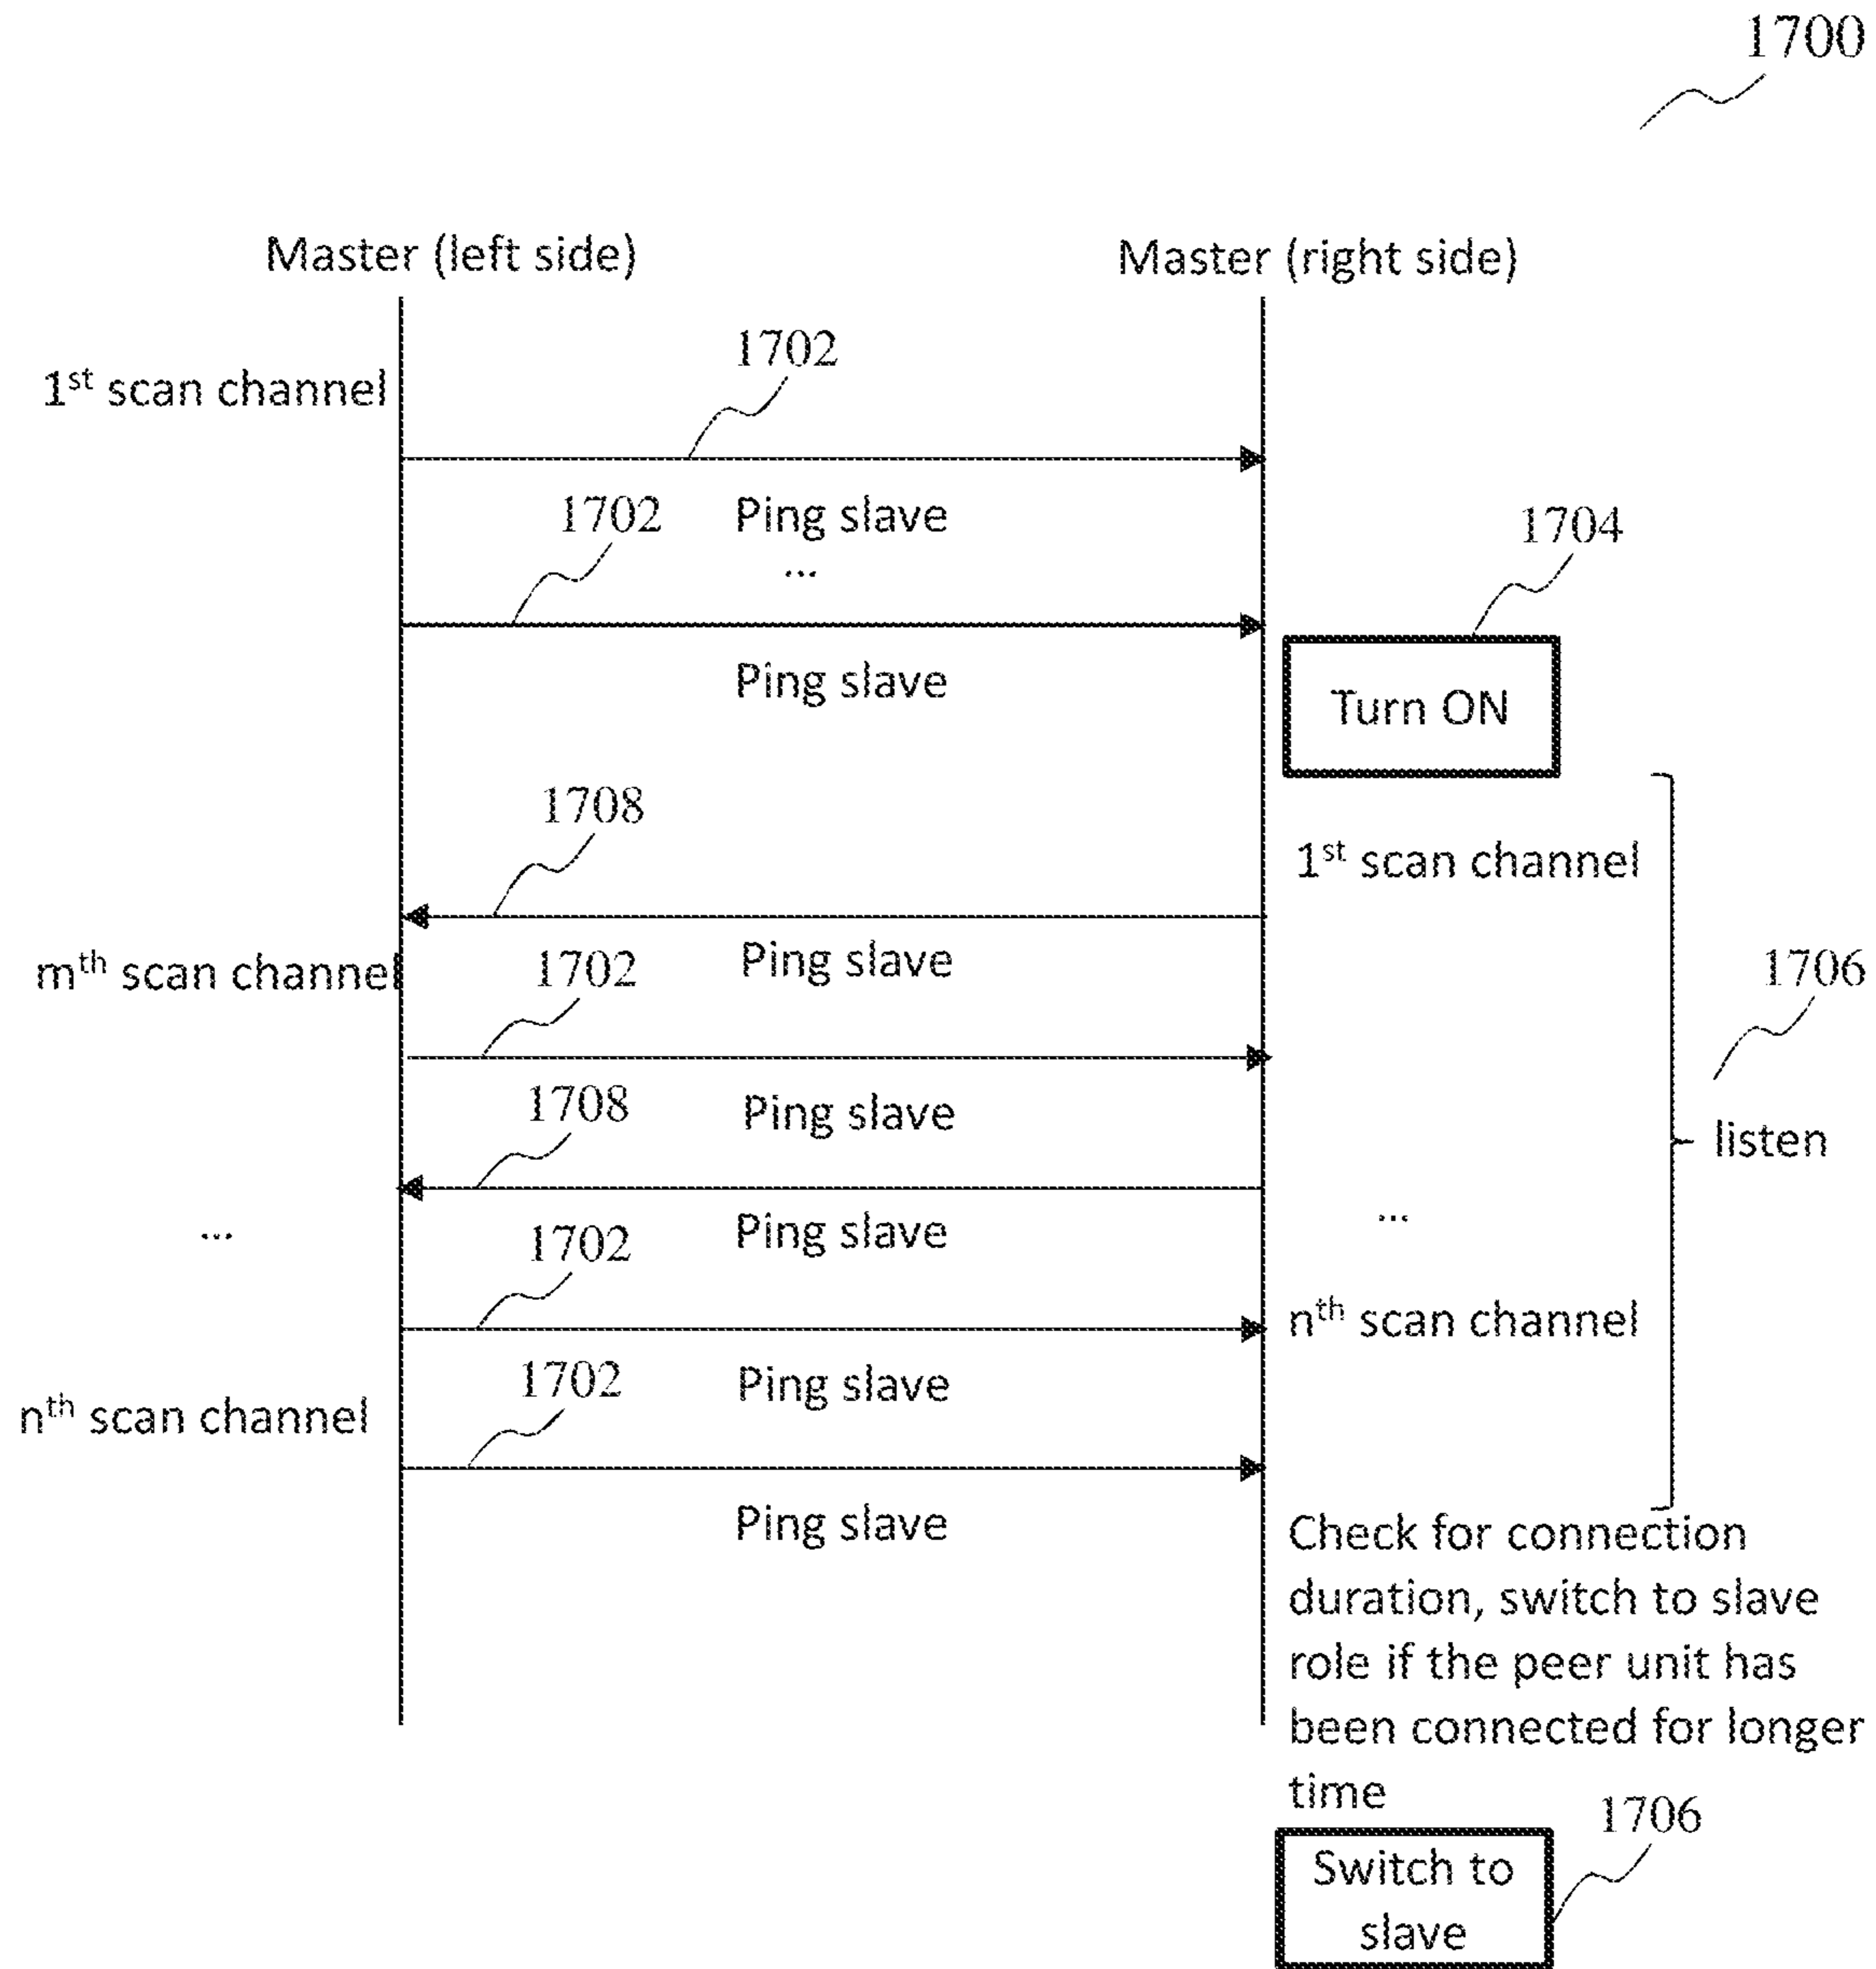 1700
Master (left side)
Master (right side)
1702
1st scan channel
Ping slave
1702
1704
...
Ping slave
Turn ON
1708
1st scan channel
Ping slave
mth scan channel
1702
1706
1708
Ping slave
listen
...
1702
Ping slave
...
nth scan channel
1702
Ping slave
nth scan channel
Ping slave
Check for connection
duration, switch to slave
role if the peer unit has
been connected for longer
time
1706
Switch to
slave